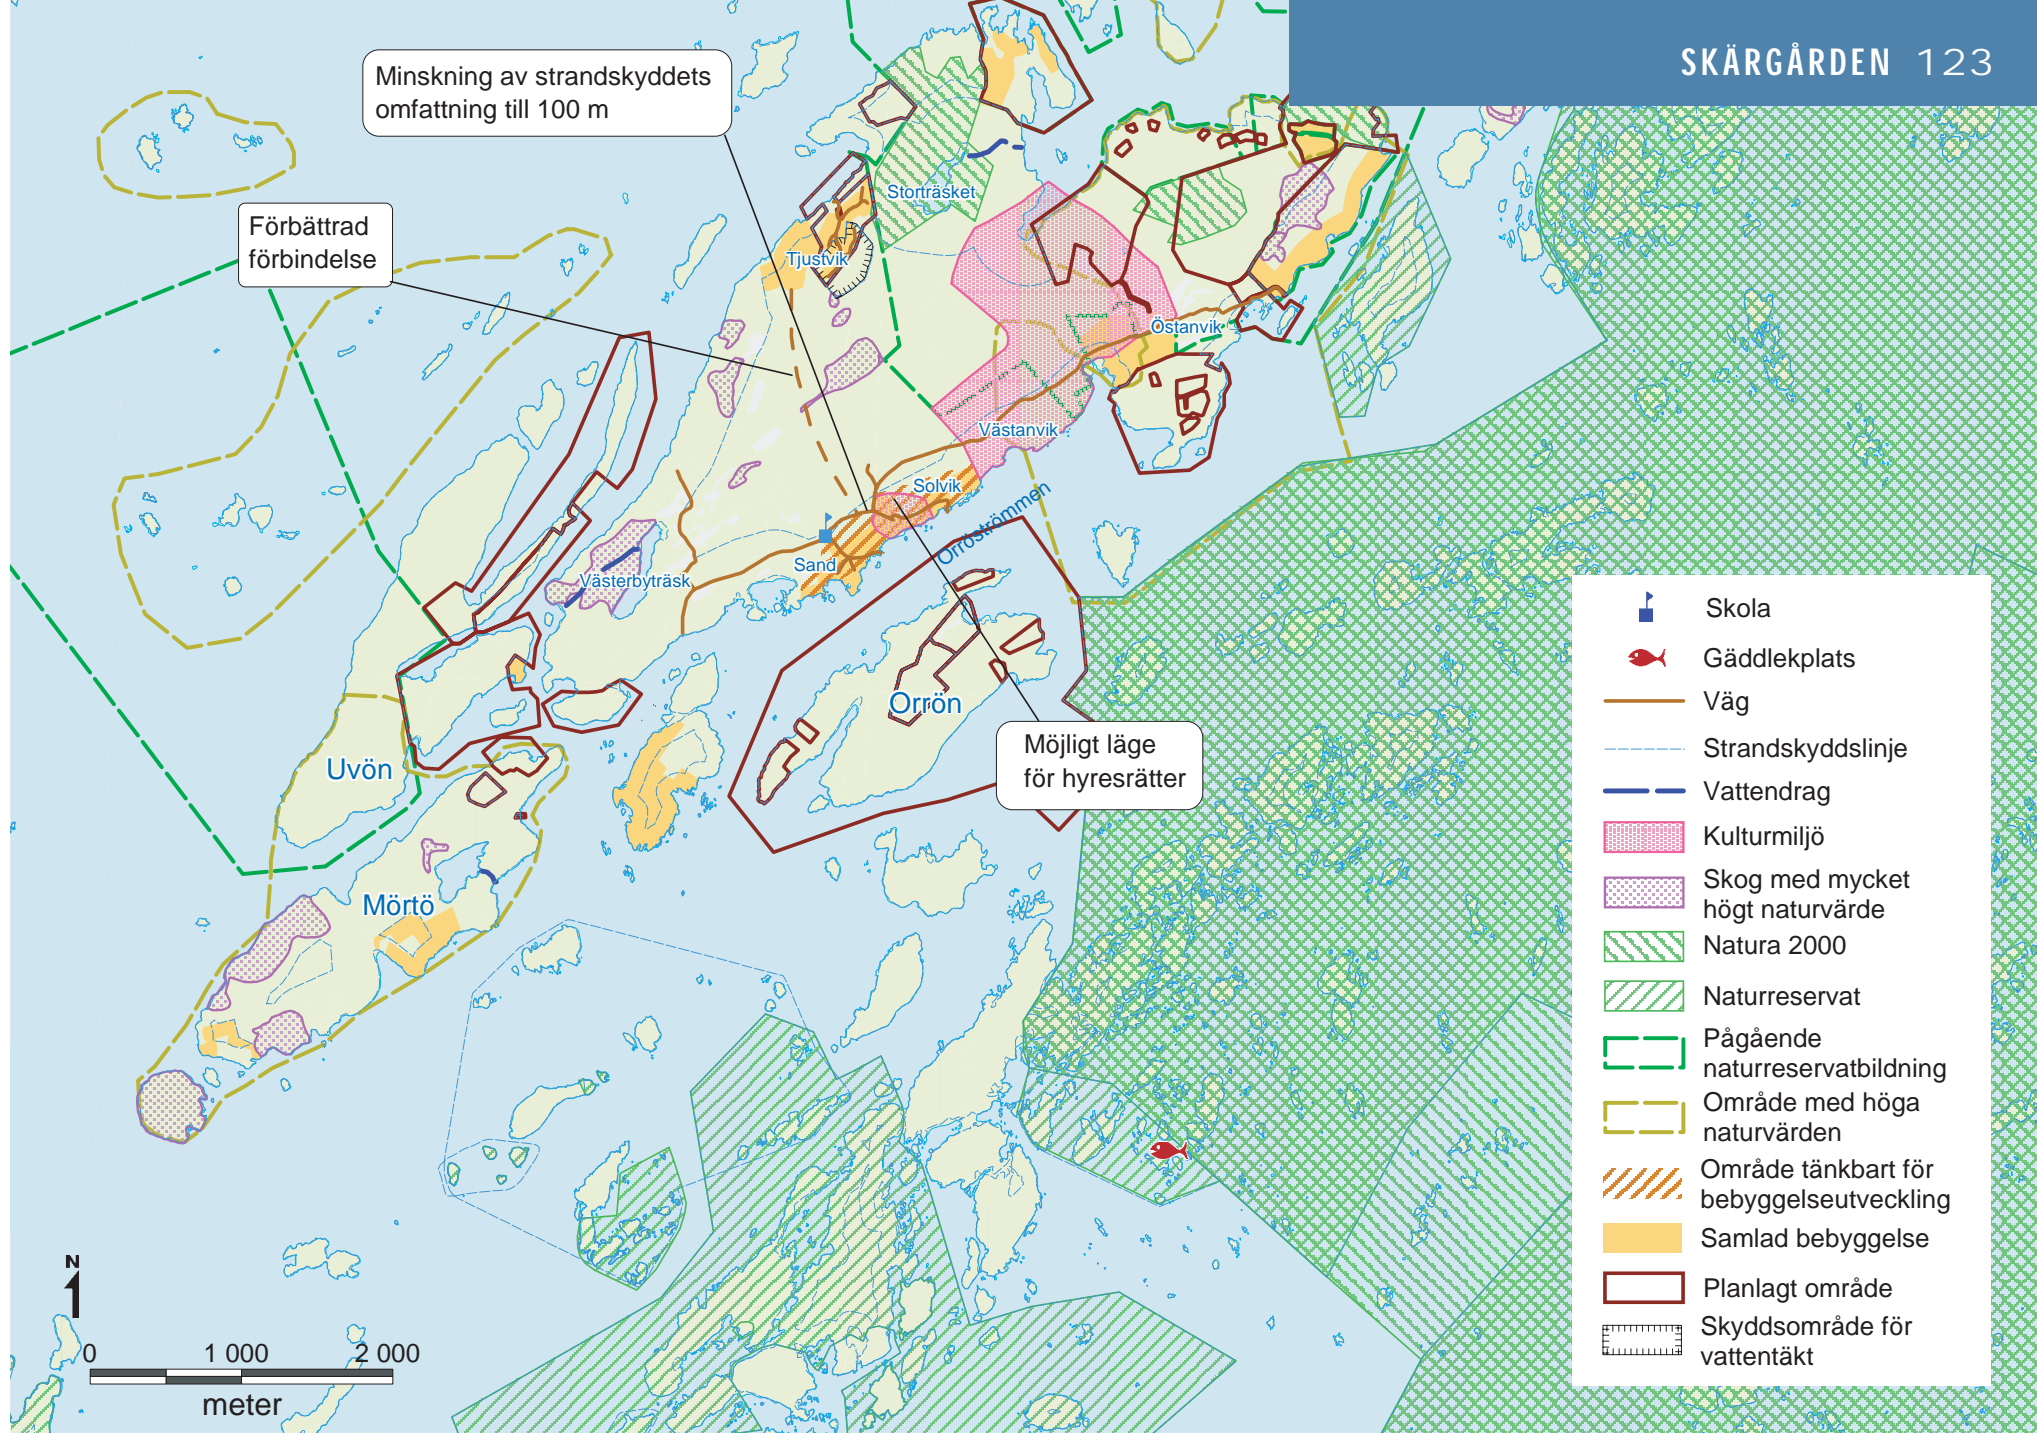 SKÄRGÅRDEN 123
Minskning av strandskyddets
omfattning till 100 m
Förbättrad
förbindelse
Storträsket
Tjustvik
Östanvik
Västanvik
Solvik
Orröströmmen
Sand
Västerbyträsk
Orrön
Möjligt läge
för hyresrätter
Uvön
Mörtö
Skola
Gäddlekplats
Väg
Strandskyddslinje
Vattendrag
Kulturmiljö
Skog med mycket
högt naturvärde
Natura 2000
Naturreservat
Pågående
naturreservatbildning
Område med höga
naturvärden
Område tänkbart för
bebyggelseutveckling
Samlad bebyggelse
Planlagt område
Skyddsområde för
vattentäkt
N
0 1 000 2 000
meter